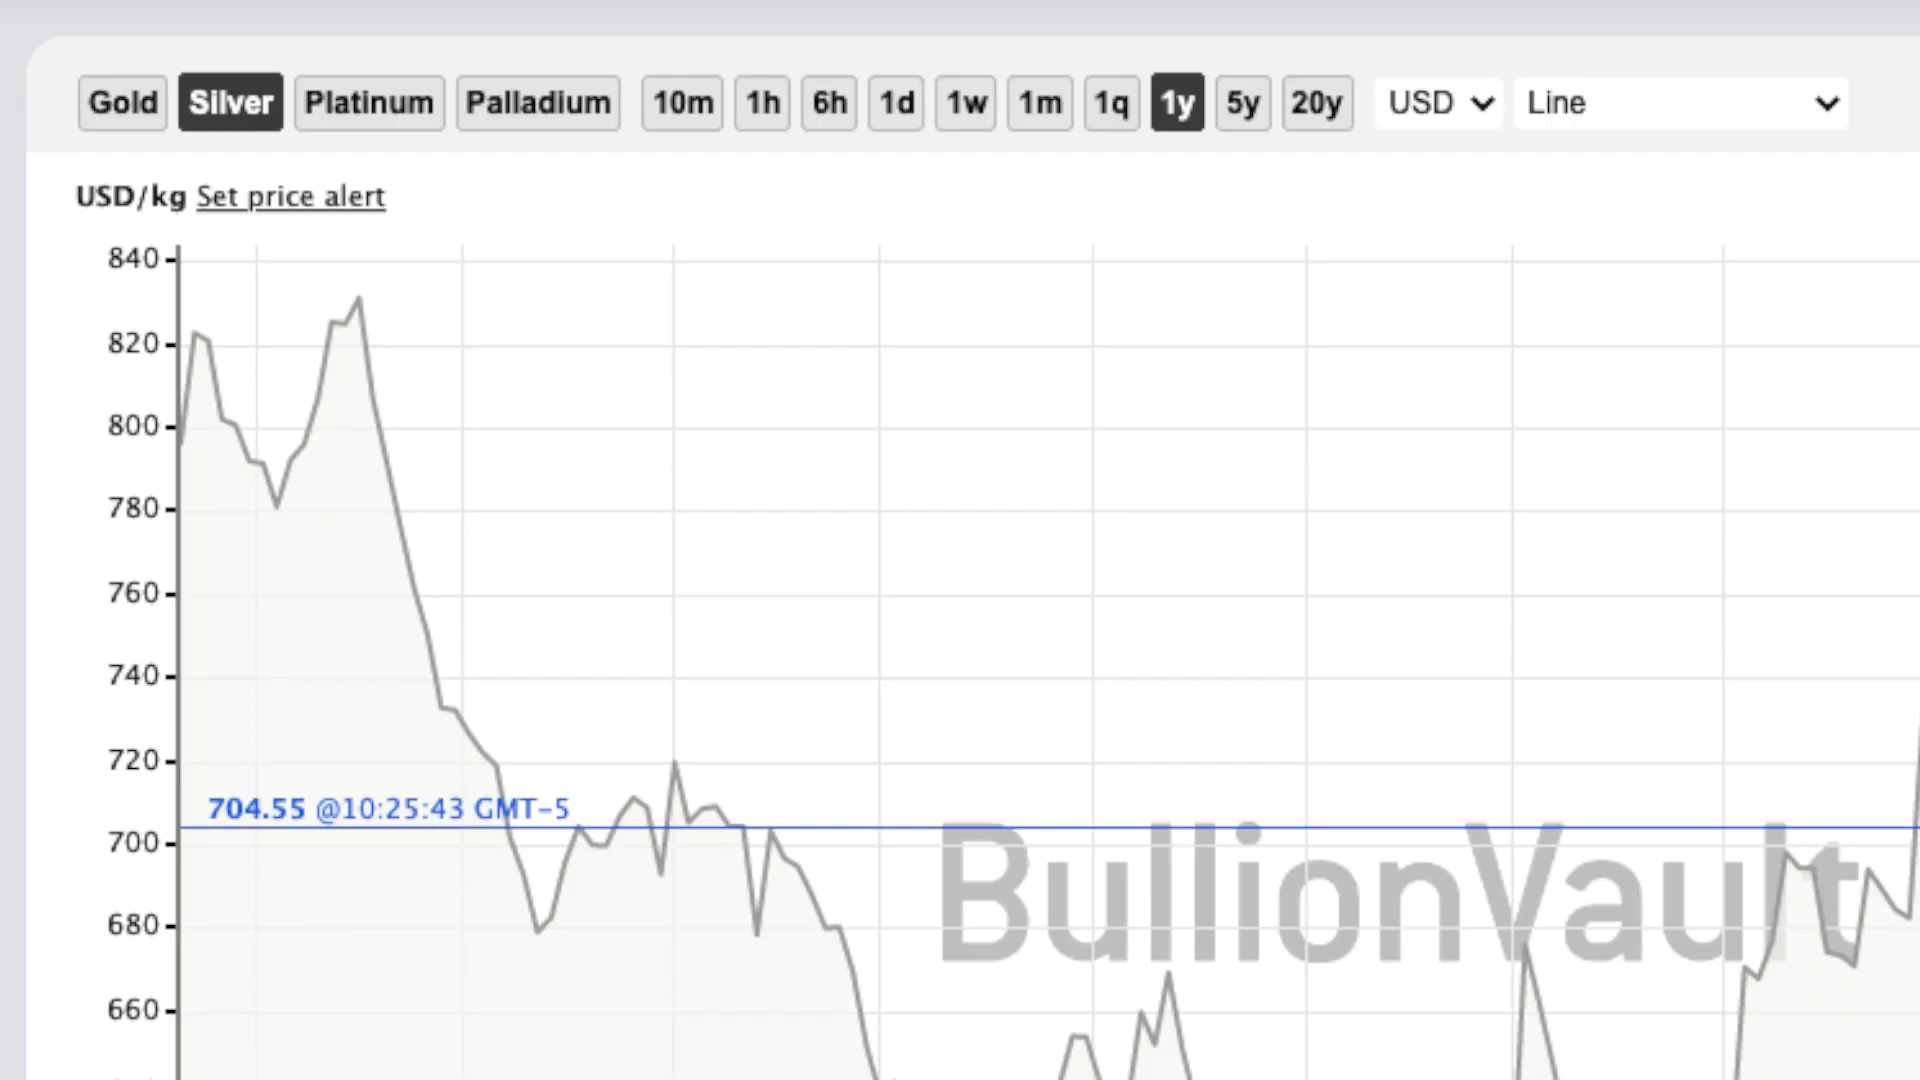 Gold Silver Platinum Palladium 10m 1h 6h 1d 1w 1m 1q 1y 5y 20y USD Line
USD/kg Set price alert
840
820
800
780
760
740
720
704.55 @10:25:43 GMT-5
700
BullionVault
680
660